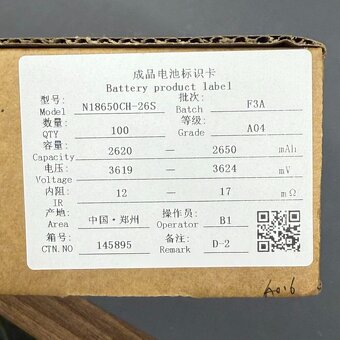 成品电池标识卡
Battery product label
型号: N18650CH-26S 批次: F3A
Model Batch
数量: 100 等级: A04
QTY Grade
容量: 2620 — 2650 mAh
Capacity
电压: 3619 — 3624 mV
Voltage
内阻: 12 — 17 mΩ
IR
产地: 中国·郑州 操作员: B1
Area Operator
箱号: 145895 备注: D-2
CTN.NO Remark